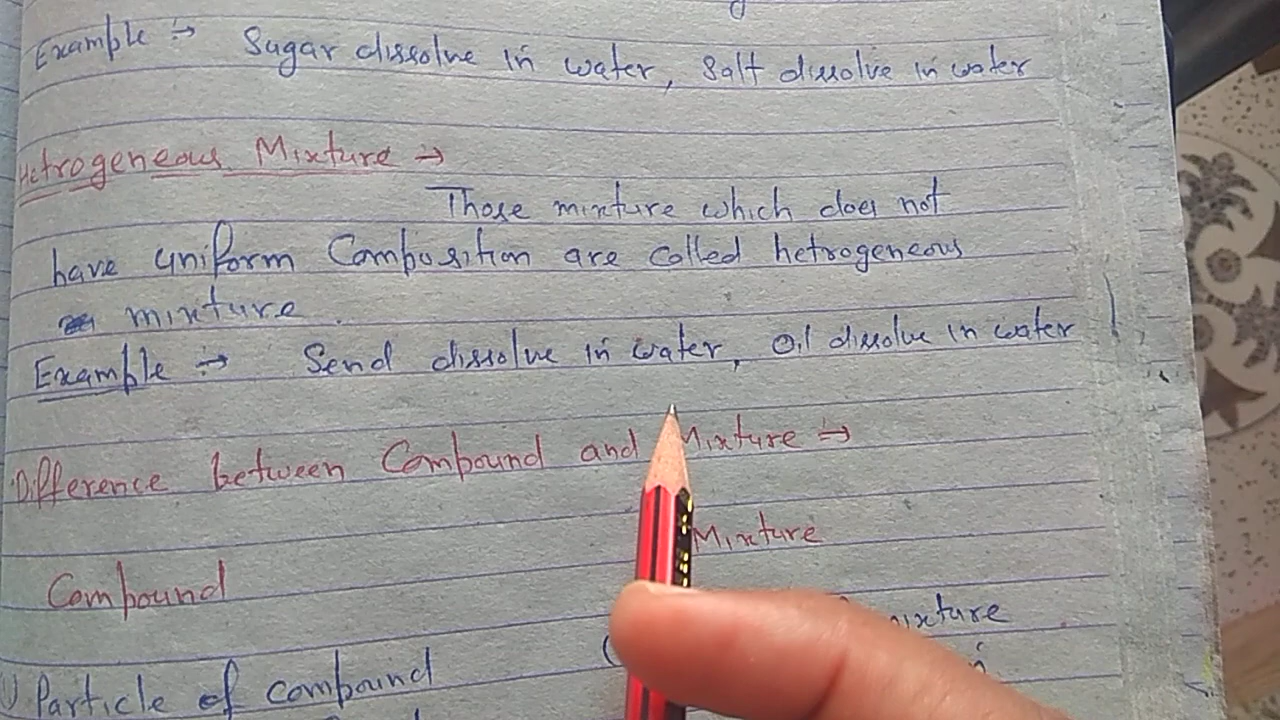 Example :→ Sugar dissolve in water, Salt dissolve in water
Hetrogeneous Mixture →
Those mixture which does not
have uniform Composition are called hetrogeneous
mixture.
Example :→ Send dissolve in water, Oil dissolve in water
Difference between Compound and Mixture :→
Compound Mixture
1) Particle of compound
mixture